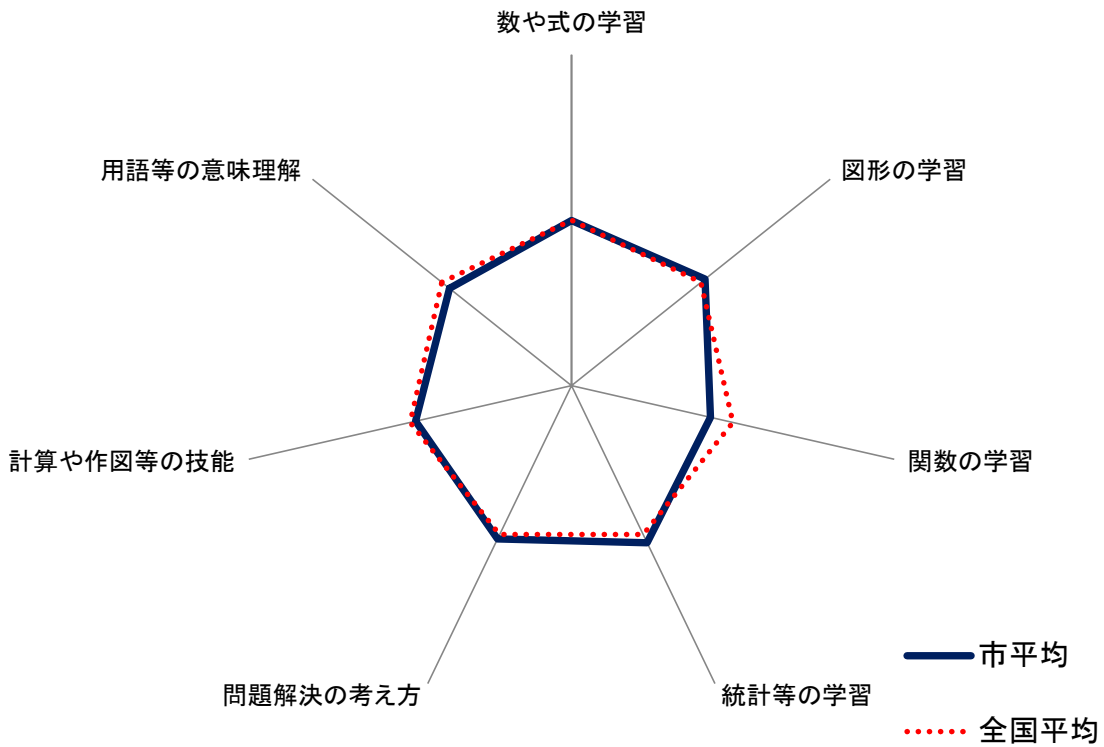 数や式の学習
用語等の意味理解
図形の学習
計算や作図等の技能
関数の学習
問題解決の考え方
統計等の学習
市平均
全国平均